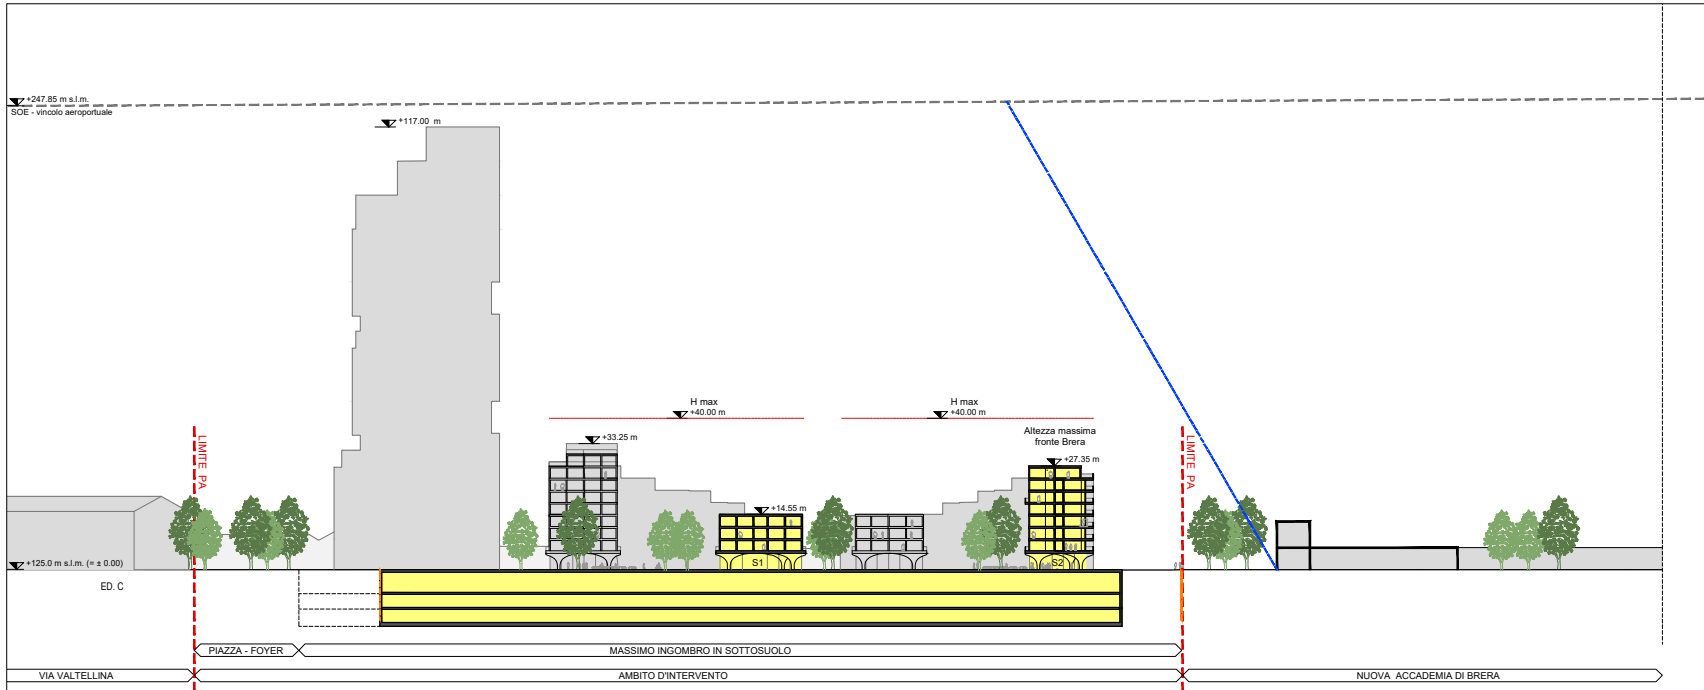 +247.85 m s.l.m.
SOE - vincolo aeroportuale
+117.00 m
H max
+40.00 m
H max
+40.00 m
Altezza massima
fronte Brera
+33.25 m
+27.35 m
LIMITE PA
LIMITE PA
+14.55 m
S1
S2
+125.0 m s.l.m. (= ± 0.00)
ED. C
PIAZZA - FOYER
MASSIMO INGOMBRO IN SOTTOSUOLO
VIA VALTELLINA
AMBITO D'INTERVENTO
NUOVA ACCADEMIA DI BRERA